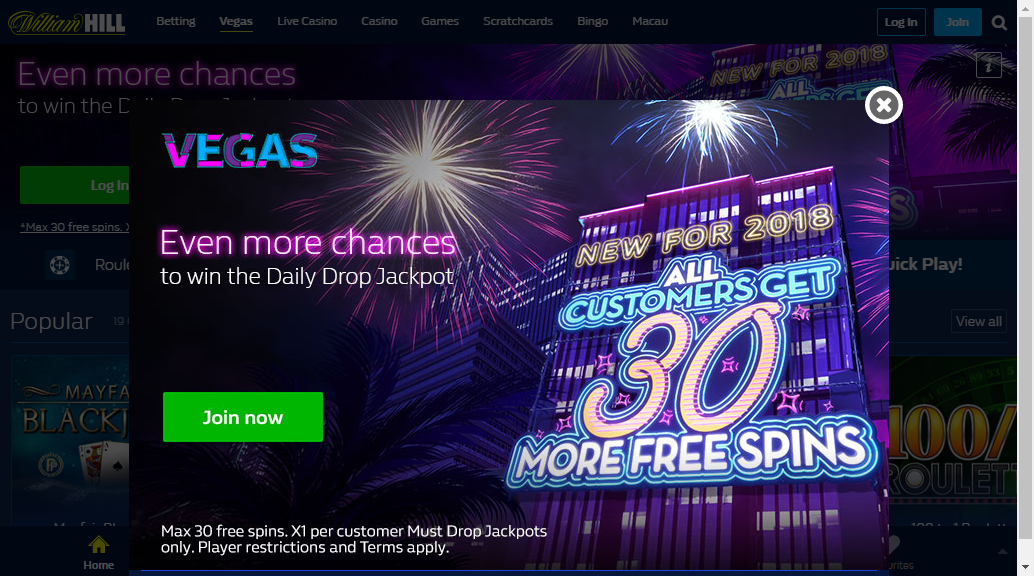 William HILL
Betting
Vegas
Live Casino
Casino
Games
Scratchcards
Bingo
Macau
Log In
Join
Even more chances
to win the Daily Drop Jackpot
NEW FOR 2018
ALL
i
Log In
*Max 30 free spins.
Quick Play!
Popular
19
View all
MAYFA
BLACKJ
100/
ROULET
VEGAS
Even more chances
to win the Daily Drop Jackpot
NEW FOR 2018
ALL
CUSTOMERS GET
30
MORE FREE SPINS
Join now
Max 30 free spins. X1 per customer Must Drop Jackpots
only. Player restrictions and Terms apply.
Home